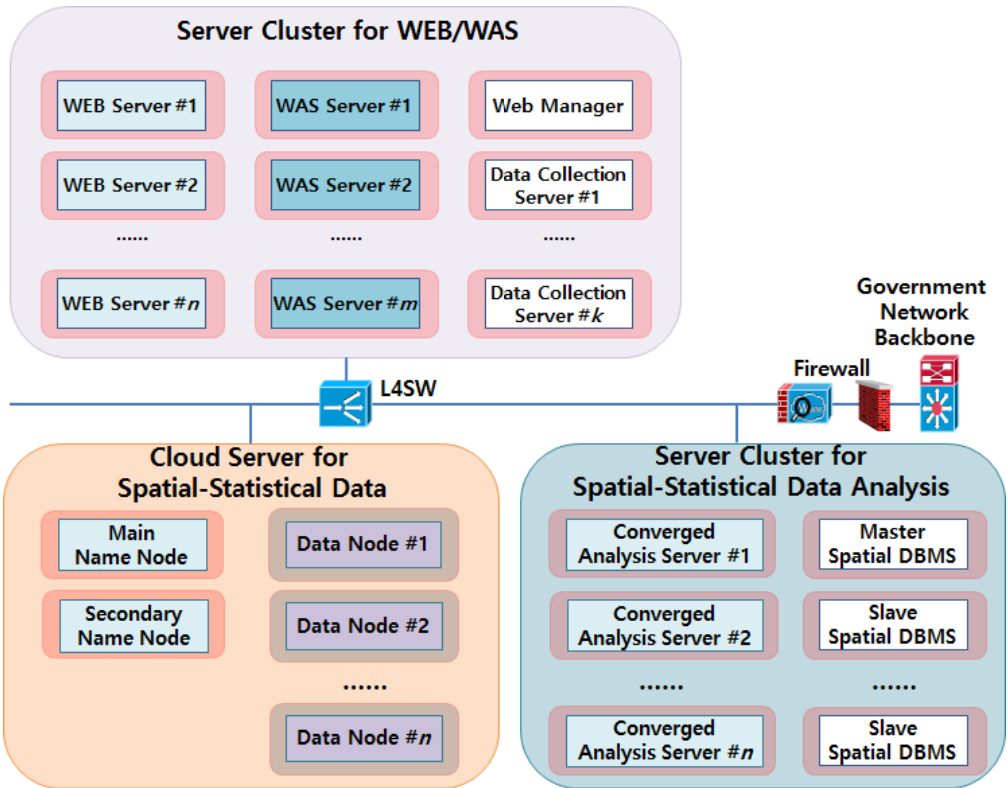 Server Cluster for WEB/WAS
WEB Server #1
WAS Server #1
Web Manager
WEB Server #2
WAS Server #2
Data Collection
Server #1
......
......
......
WEB Server #n
WAS Server #m
Data Collection
Server #k
Government
Network
Backbone
Firewall
L4SW
Cloud Server for
Spatial-Statistical Data
Main
Name Node
Data Node #1
Secondary
Name Node
Data Node #2
......
Data Node #n
Server Cluster for
Spatial-Statistical Data Analysis
Converged
Analysis Server #1
Master
Spatial DBMS
Converged
Analysis Server #2
Slave
Spatial DBMS
......
......
Converged
Analysis Server #n
Slave
Spatial DBMS